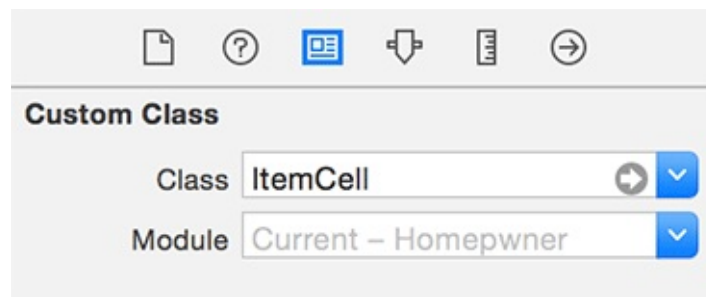 Custom Class
Class ItemCell
Module Current – Homepwner